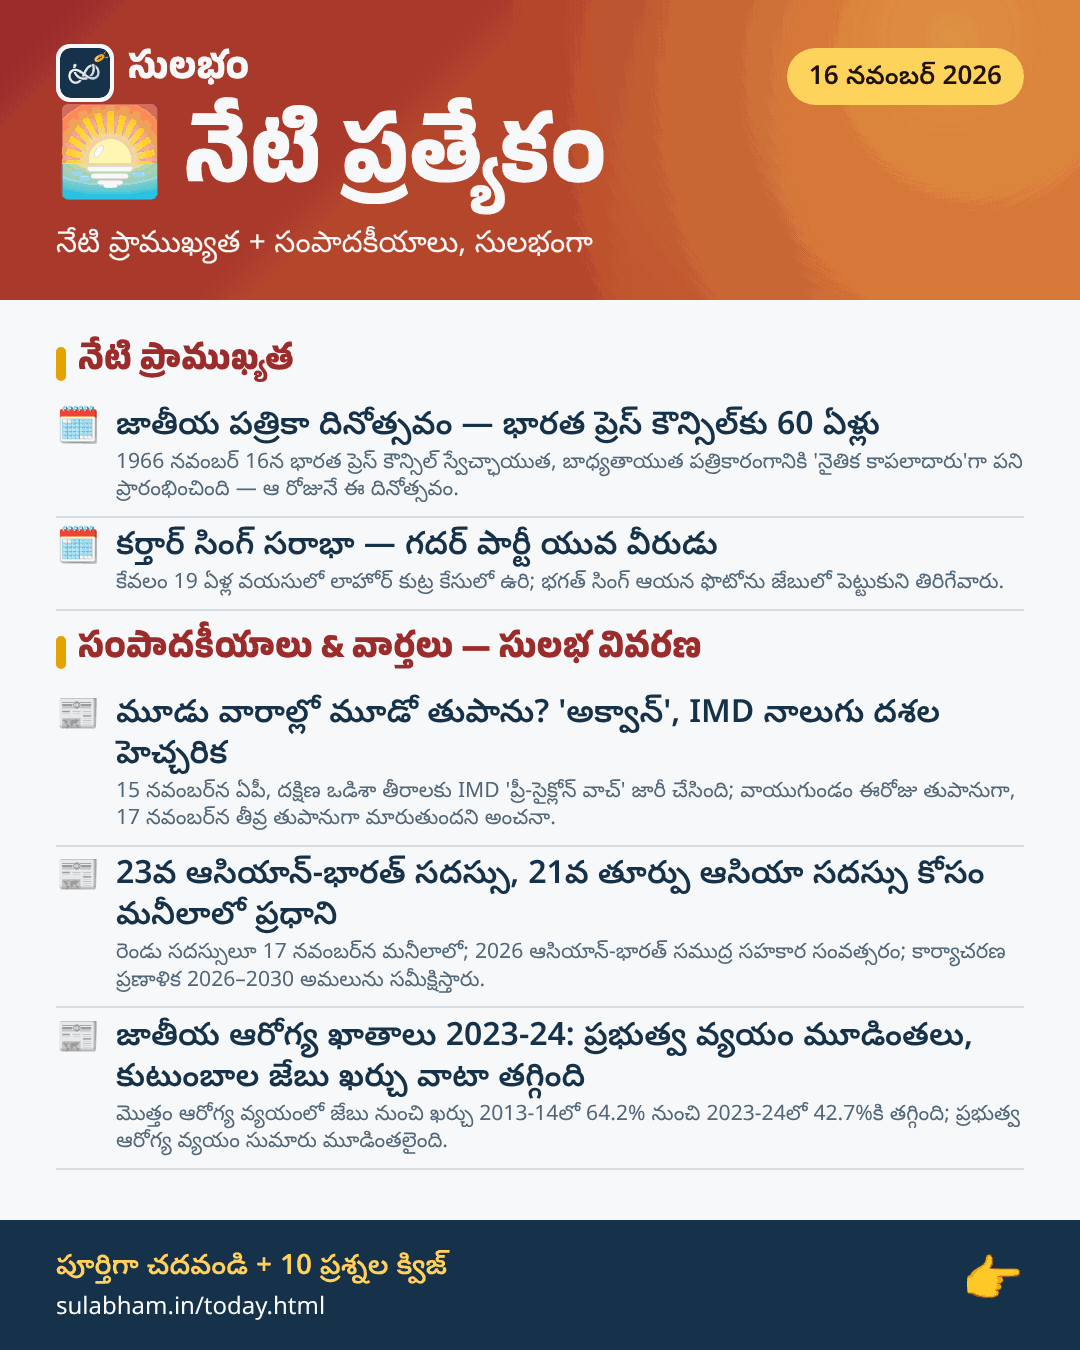 సులభం
16 నవంబర్ 2026
నేటి ప్రత్యేకం
నేటి ప్రాముఖ్యత + సంపాదకీయాలు, సులభంగా
నేటి ప్రాముఖ్యత
జాతీయ పత్రికా దినోత్సవం — భారత ప్రెస్ కౌన్సిల్‌కు 60 ఏళ్లు
1966 నవంబర్ 16న భారత ప్రెస్ కౌన్సిల్ స్వేచ్ఛాయుత, బాధ్యతాయుత పత్రికారంగానికి 'నైతిక కాపలాదారు'గా పని
ప్రారంభించింది — ఆ రోజునే ఈ దినోత్సవం.
కర్తార్ సింగ్ సరాభా — గదర్ పార్టీ యువ వీరుడు
కేవలం 19 ఏళ్ల వయసులో లాహోర్ కుట్ర కేసులో ఉరి; భగత్ సింగ్ ఆయన ఫొటోను జేబులో పెట్టుకుని తిరిగేవారు.
సంపాదకీయాలు & వార్తలు — సులభ వివరణ
మూడు వారాల్లో మూడో తుపాను? 'అక్వాన్', IMD నాలుగు దశల
హెచ్చరిక
15 నవంబర్‌న ఏపీ, దక్షిణ ఒడిశా తీరాలకు IMD 'ప్రీ-సైక్లోన్ వాచ్' జారీ చేసింది; వాయుగుండం ఈరోజు తుపానుగా,
17 నవంబర్‌న తీవ్ర తుపానుగా మారుతుందని అంచనా.
23వ ఆసియాన్-భారత్ సదస్సు, 21వ తూర్పు ఆసియా సదస్సు కోసం
మనీలాలో ప్రధాని
రెండు సదస్సులూ 17 నవంబర్‌న మనీలాలో; 2026 ఆసియాన్-భారత్ సముద్ర సహకార సంవత్సరం; కార్యాచరణ
ప్రణాళిక 2026–2030 అమలును సమీక్షిస్తారు.
జాతీయ ఆరోగ్య ఖాతాలు 2023-24: ప్రభుత్వ వ్యయం మూడింతలు,
కుటుంబాల జేబు ఖర్చు వాటా తగ్గింది
మొత్తం ఆరోగ్య వ్యయంలో జేబు నుంచి ఖర్చు 2013-14లో 64.2% నుంచి 2023-24లో 42.7%కి తగ్గింది; ప్రభుత్వ
ఆరోగ్య వ్యయం సుమారు మూడింతలైంది.
పూర్తిగా చదవండి + 10 ప్రశ్నల క్విజ్
sulabham.in/today.html